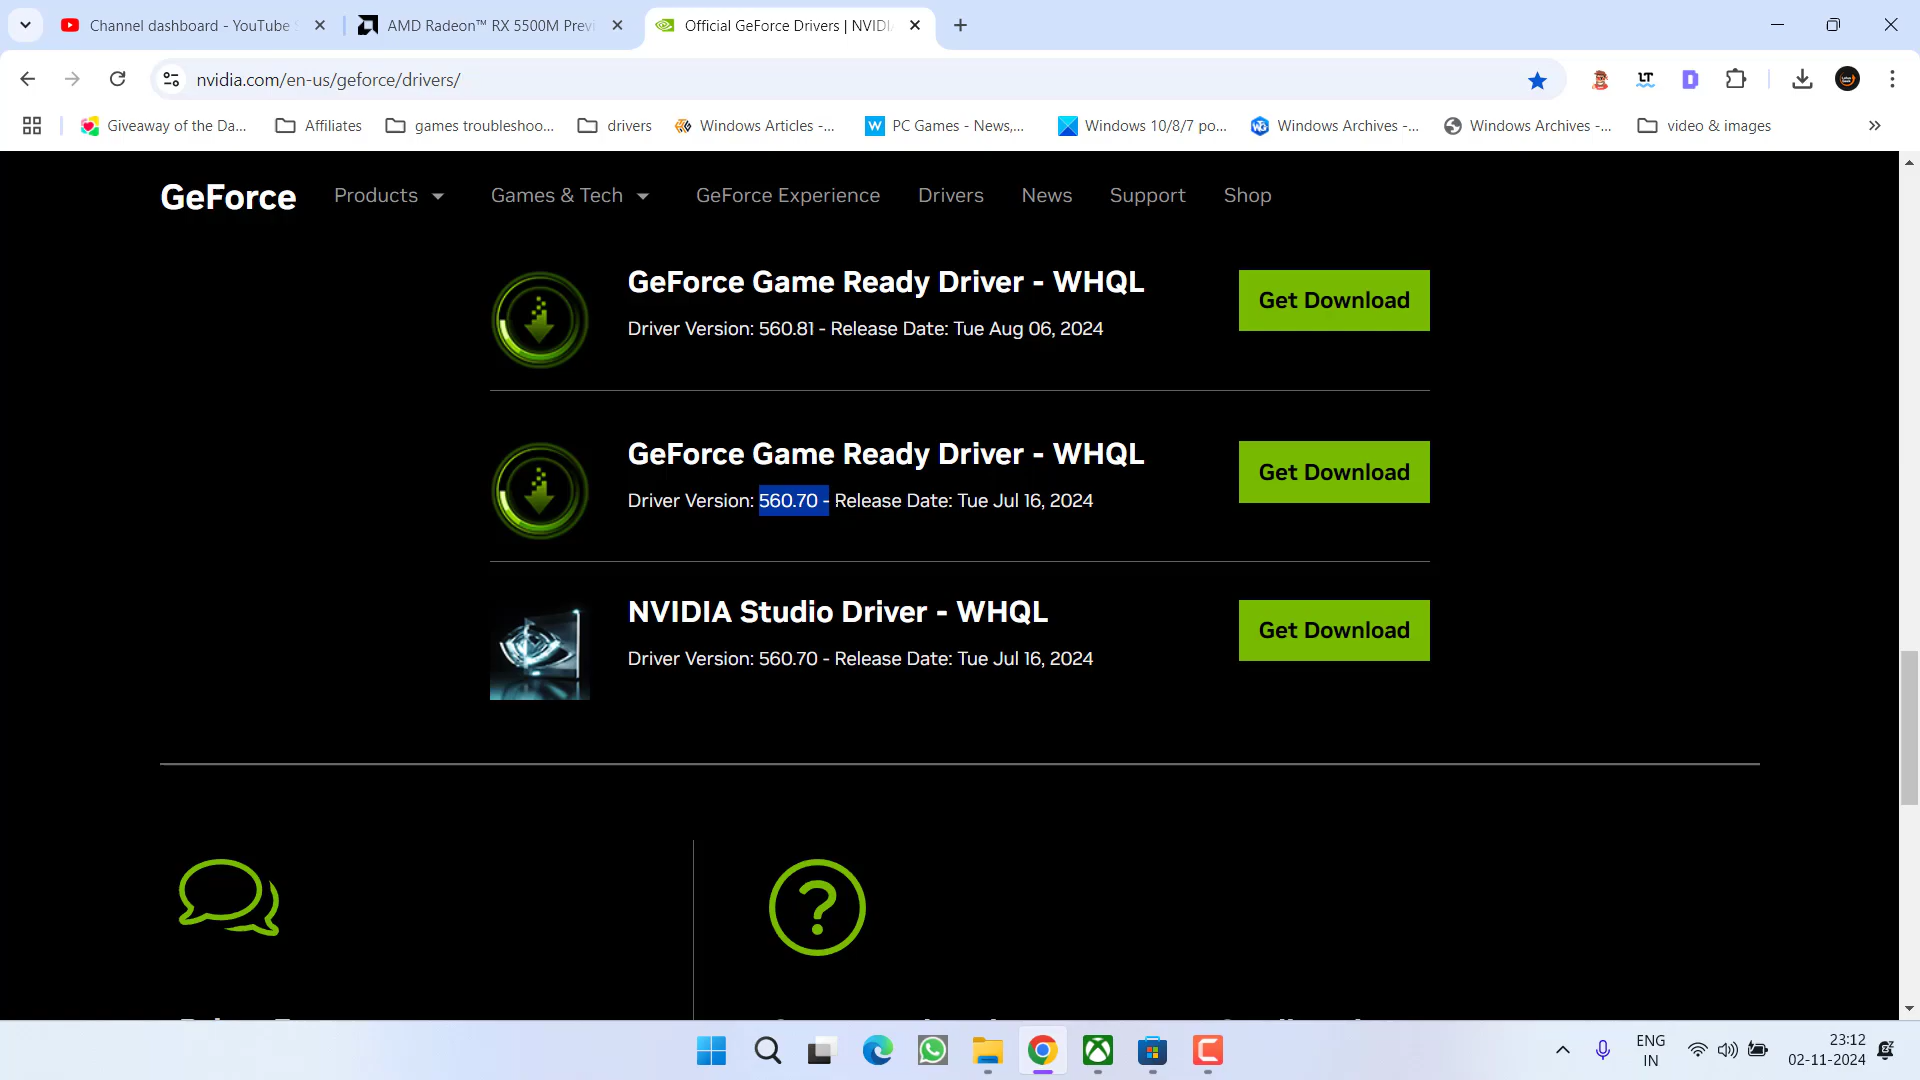 Channel dashboard - YouTube S
AMD Radeon™ RX 5500M Previ
Official GeForce Drivers | NVIDI
nvidia.com/en-us/geforce/drivers/
LT
Giveaway of the Da...
Affiliates
games troubleshoo...
drivers
Windows Articles -...
PC Games - News,...
Windows 10/8/7 po...
Windows Archives -...
Windows Archives -...
video & images
GeForce
Products
Games & Tech
GeForce Experience
Drivers
News
Support
Shop
GeForce Game Ready Driver - WHQL
Driver Version: 560.81 - Release Date: Tue Aug 06, 2024
Get Download
GeForce Game Ready Driver - WHQL
Driver Version: 560.70 - Release Date: Tue Jul 16, 2024
Get Download
NVIDIA Studio Driver - WHQL
Driver Version: 560.70 - Release Date: Tue Jul 16, 2024
Get Download
ENG
IN
23:12
02-11-2024